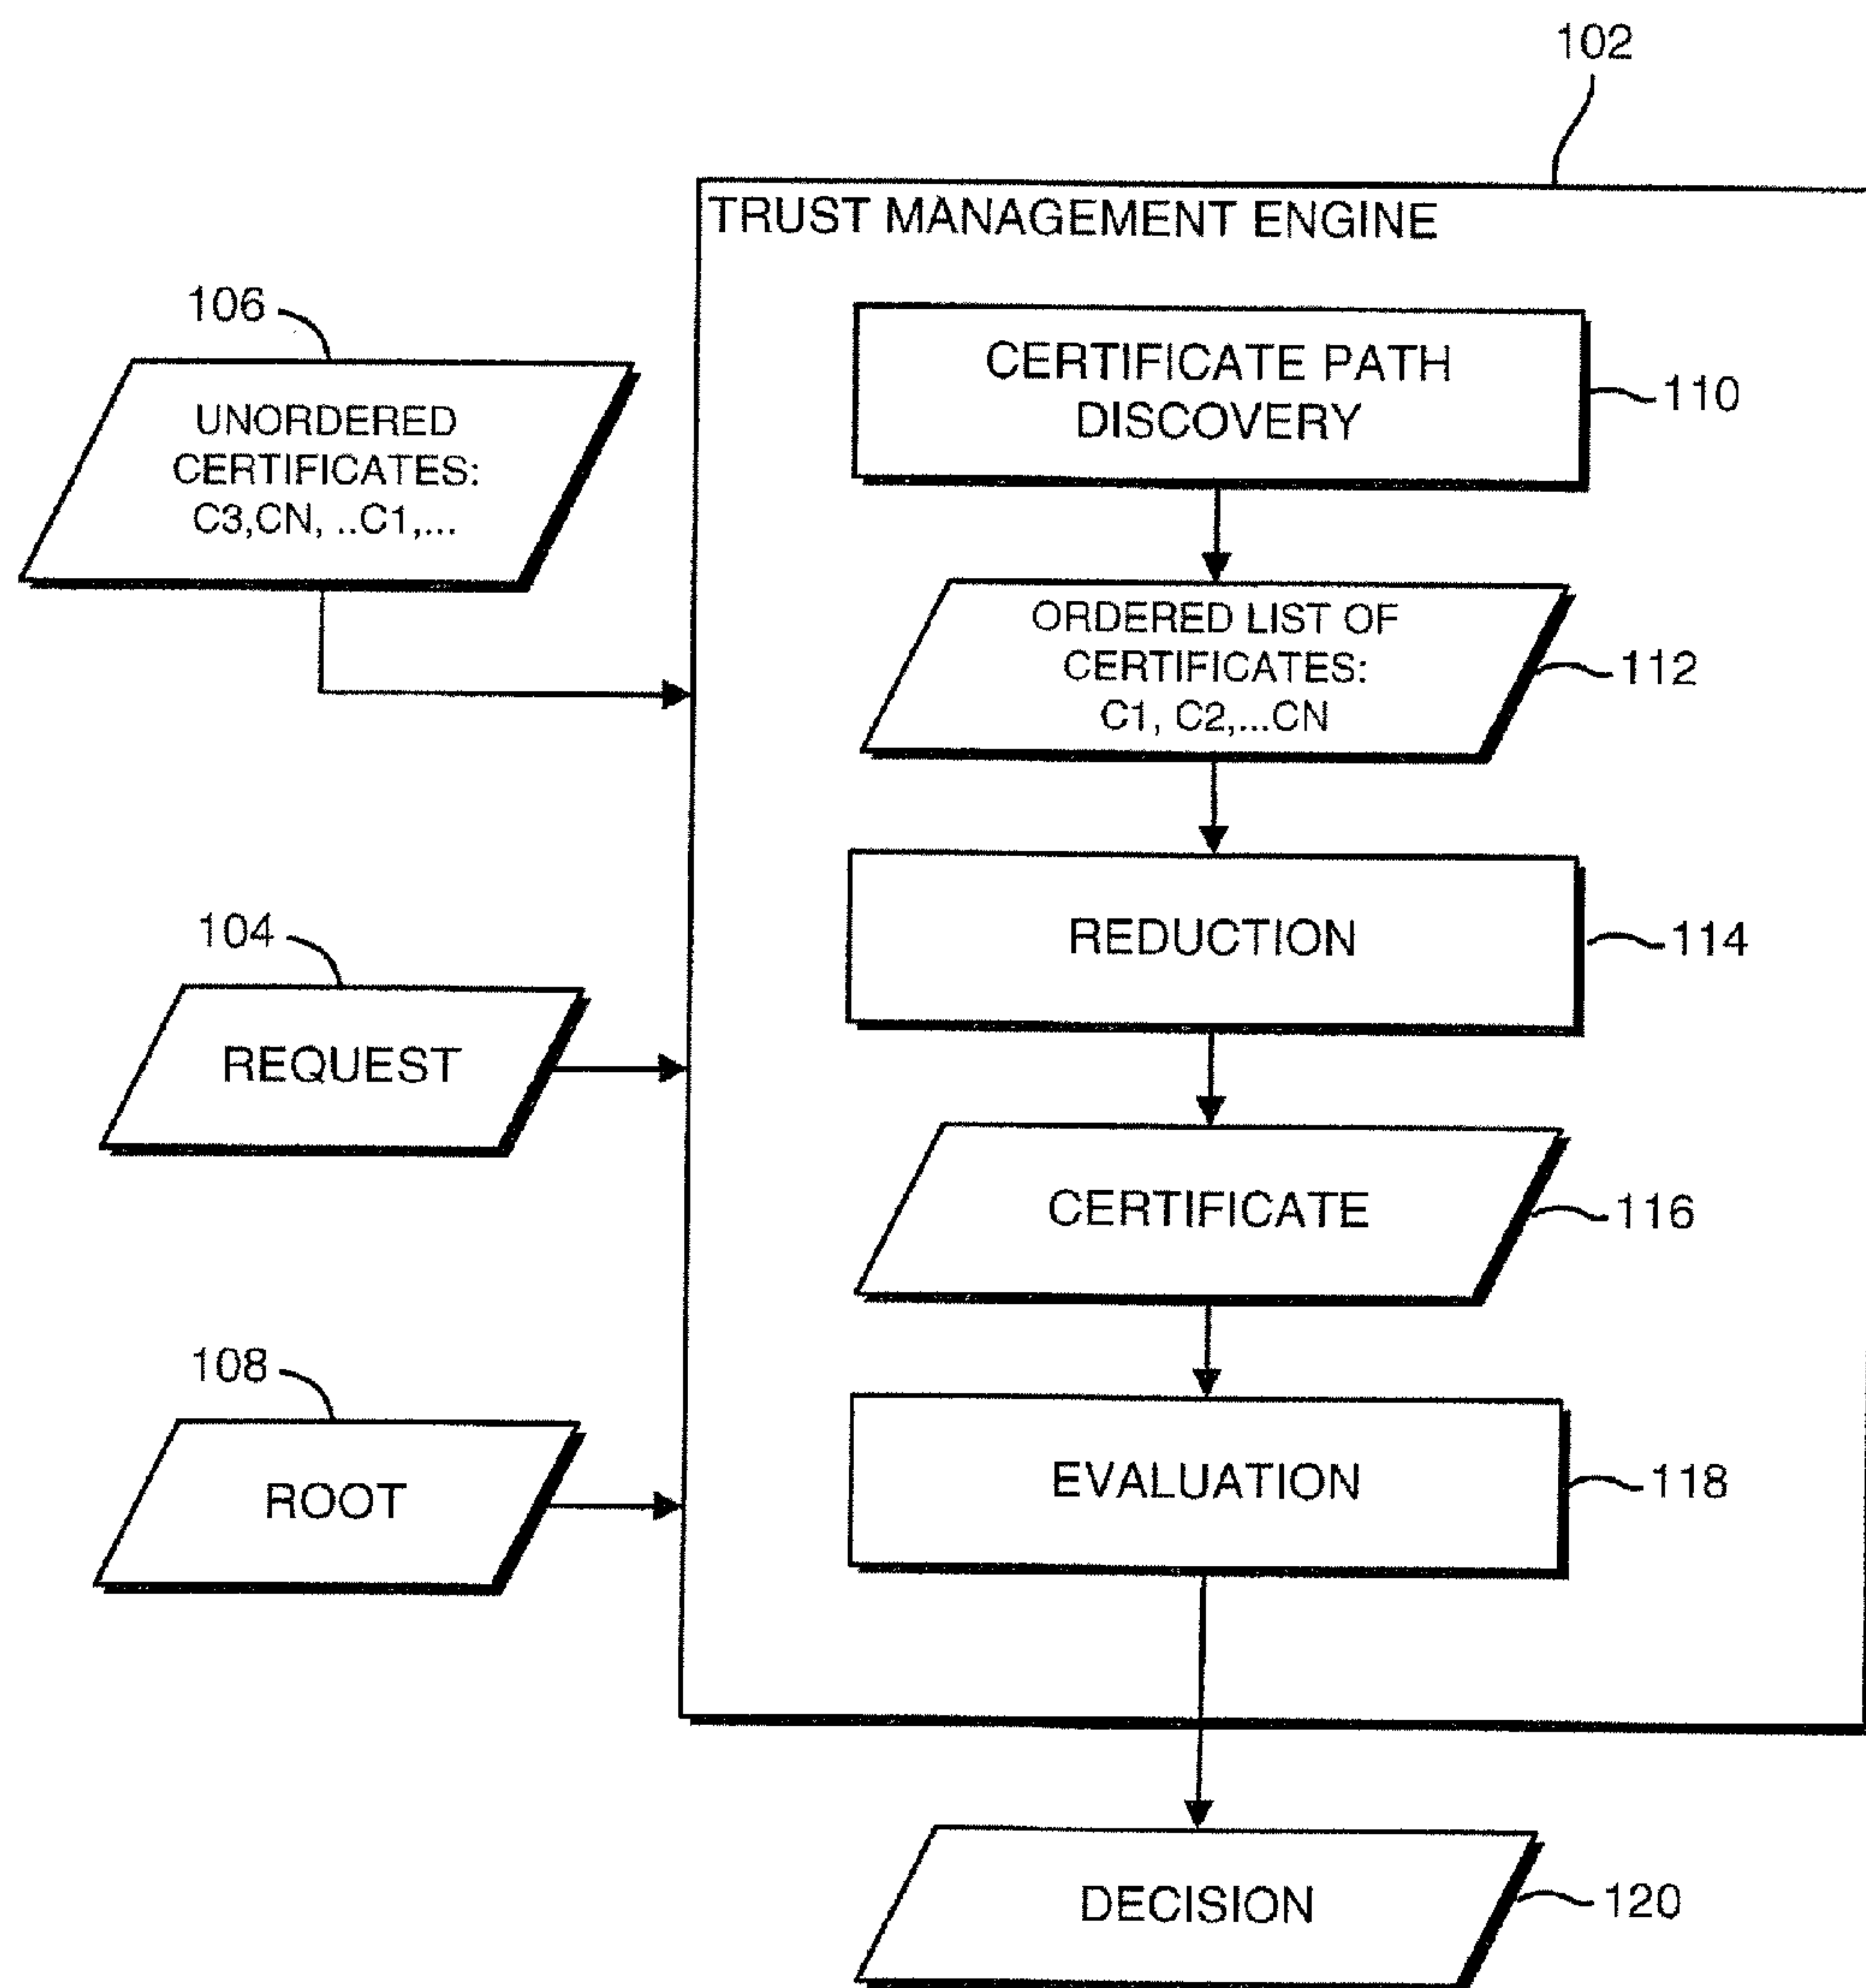 102
TRUST MANAGEMENT ENGINE
106
UNORDERED
CERTIFICATES:
C3,CN, ..C1,...
CERTIFICATE PATH
DISCOVERY
110
ORDERED LIST OF
CERTIFICATES:
C1, C2,...CN
112
104
REQUEST
REDUCTION
114
CERTIFICATE
116
108
ROOT
EVALUATION
118
DECISION
120